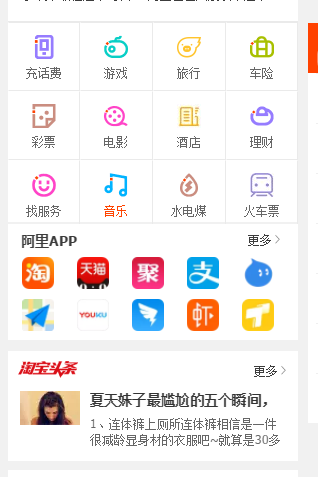 充话费 游戏 旅行 车险
彩票 电影 酒店 理财
找服务 音乐 水电煤 火车票
阿里APP 更多
淘 天猫 聚 支
YOUKU 虾
淘宝头条 更多
夏天妹子最尴尬的五个瞬间，
1、连体裤上厕所连体裤相信是一件
很减龄显身材的衣服吧~就算是30多